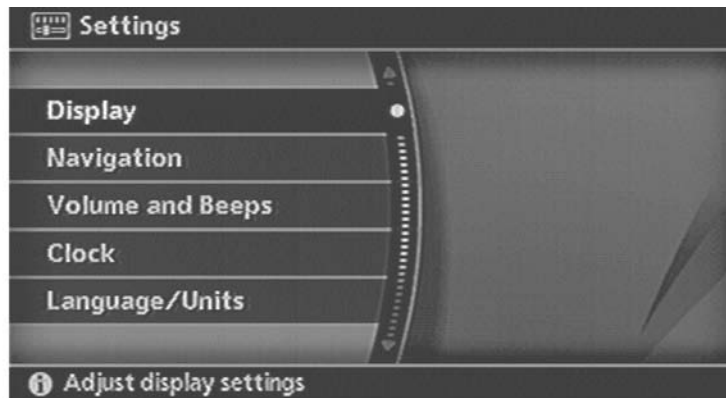 Settings
Display
Navigation
Volume and Beeps
Clock
Language/Units
Adjust display settings